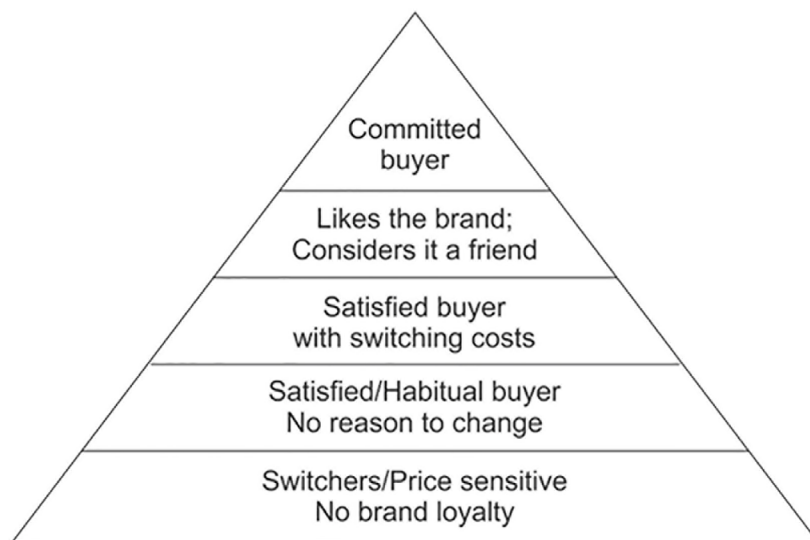 Committed
buyer
Likes the brand;
Considers it a friend
Satisfied buyer
with switching costs
Satisfied/Habitual buyer
No reason to change
Switchers/Price sensitive
No brand loyalty